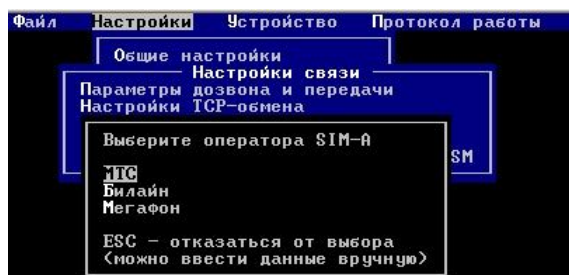 Файл Настройки Устройство Протокол работы
Общие настройки
Настройки связи
Параметры дозвона и передачи
Настройки TCP-обмена
Выберите оператора SIM-A
SM
МТС
Билайн
Мегафон
ESC - отказаться от выбора
(можно ввести данные вручную)